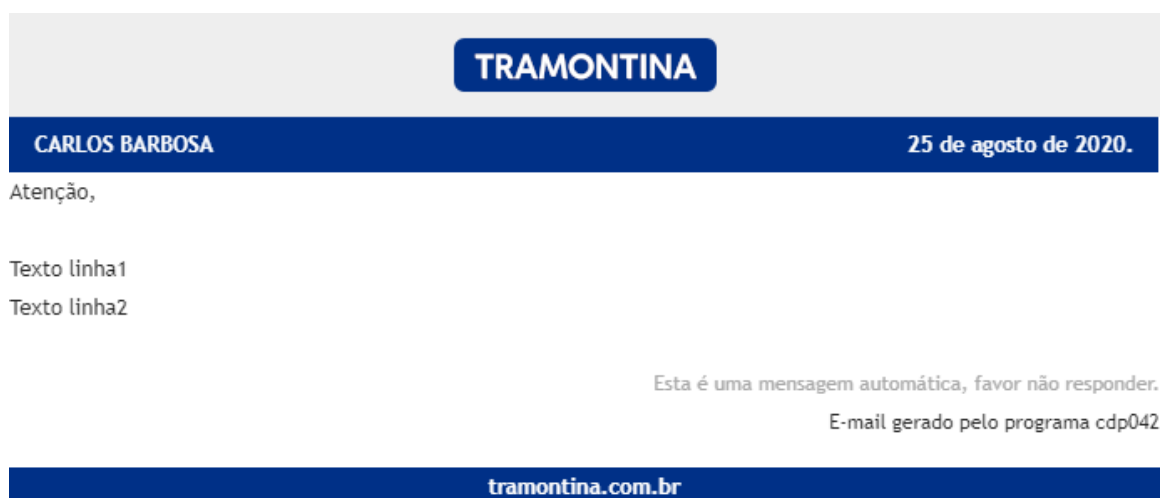 TRAMONTINA
CARLOS BARBOSA 25 de agosto de 2020.
Atenção,
Texto linha1
Texto linha2
Esta é uma mensagem automática, favor não responder.
E-mail gerado pelo programa cdp042
tramontina.com.br